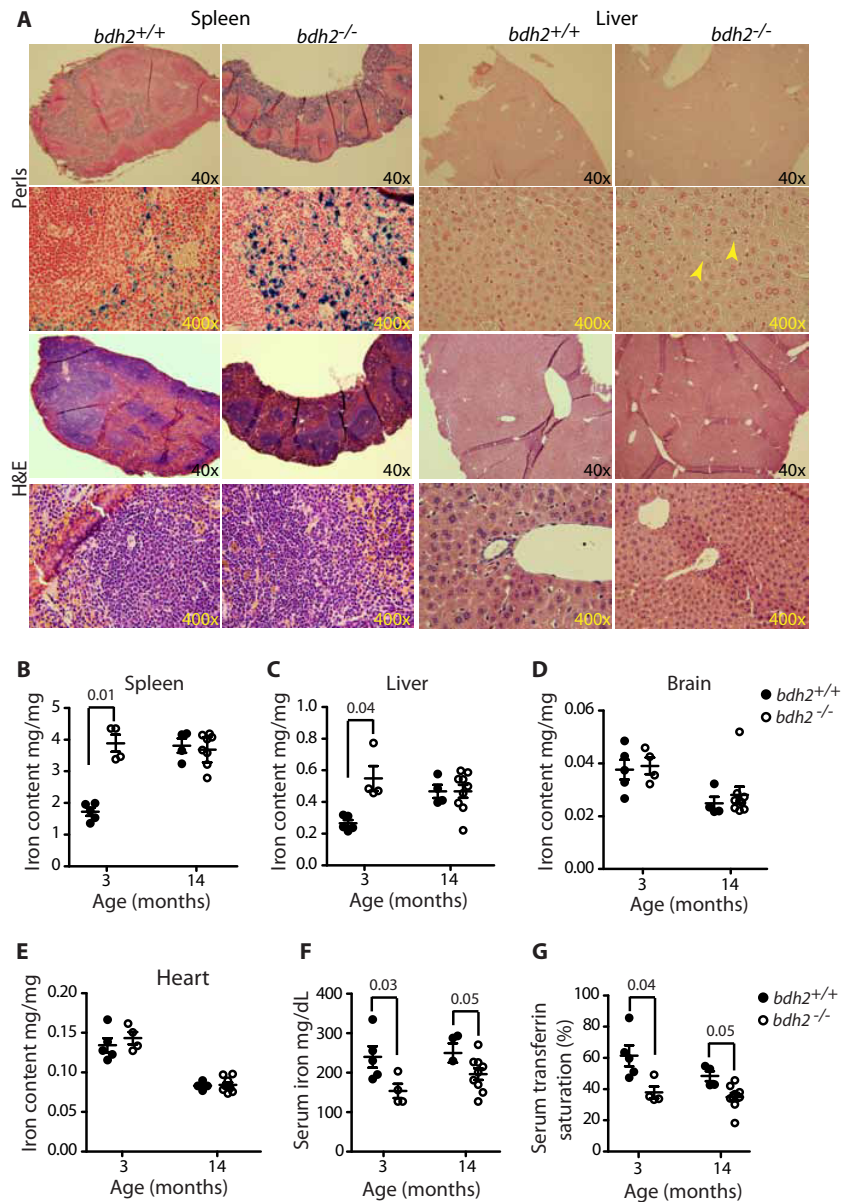 A
Spleen
Liver
bdh2+/+
bdh2-/-
bdh2+/+
bdh2-/-
Perls
40x
40x
40x
40x
400x
400x
400x
400x
H&E
40x
40x
40x
40x
400x
400x
400x
400x
B
Spleen
Iron content mg/mg
5
4
3
2
1
0
0.01
3
14
Age (months)
C
Liver
Iron content mg/mg
1.0
0.8
0.6
0.4
0.2
0.0
0.04
3
14
Age (months)
D
Brain
Iron content mg/mg
0.06
0.04
0.02
0.00
3
14
Age (months)
bdh2+/+
bdh2-/-
E
Heart
Iron content mg/mg
0.20
0.15
0.10
0.05
0.00
3
14
Age (months)
F
Serum iron mg/dL
400
300
200
100
0
0.03
0.05
3
14
Age (months)
G
Serum transferrin
saturation (%)
100
80
60
40
20
0
0.04
0.05
3
14
Age (months)
bdh2+/+
bdh2-/-